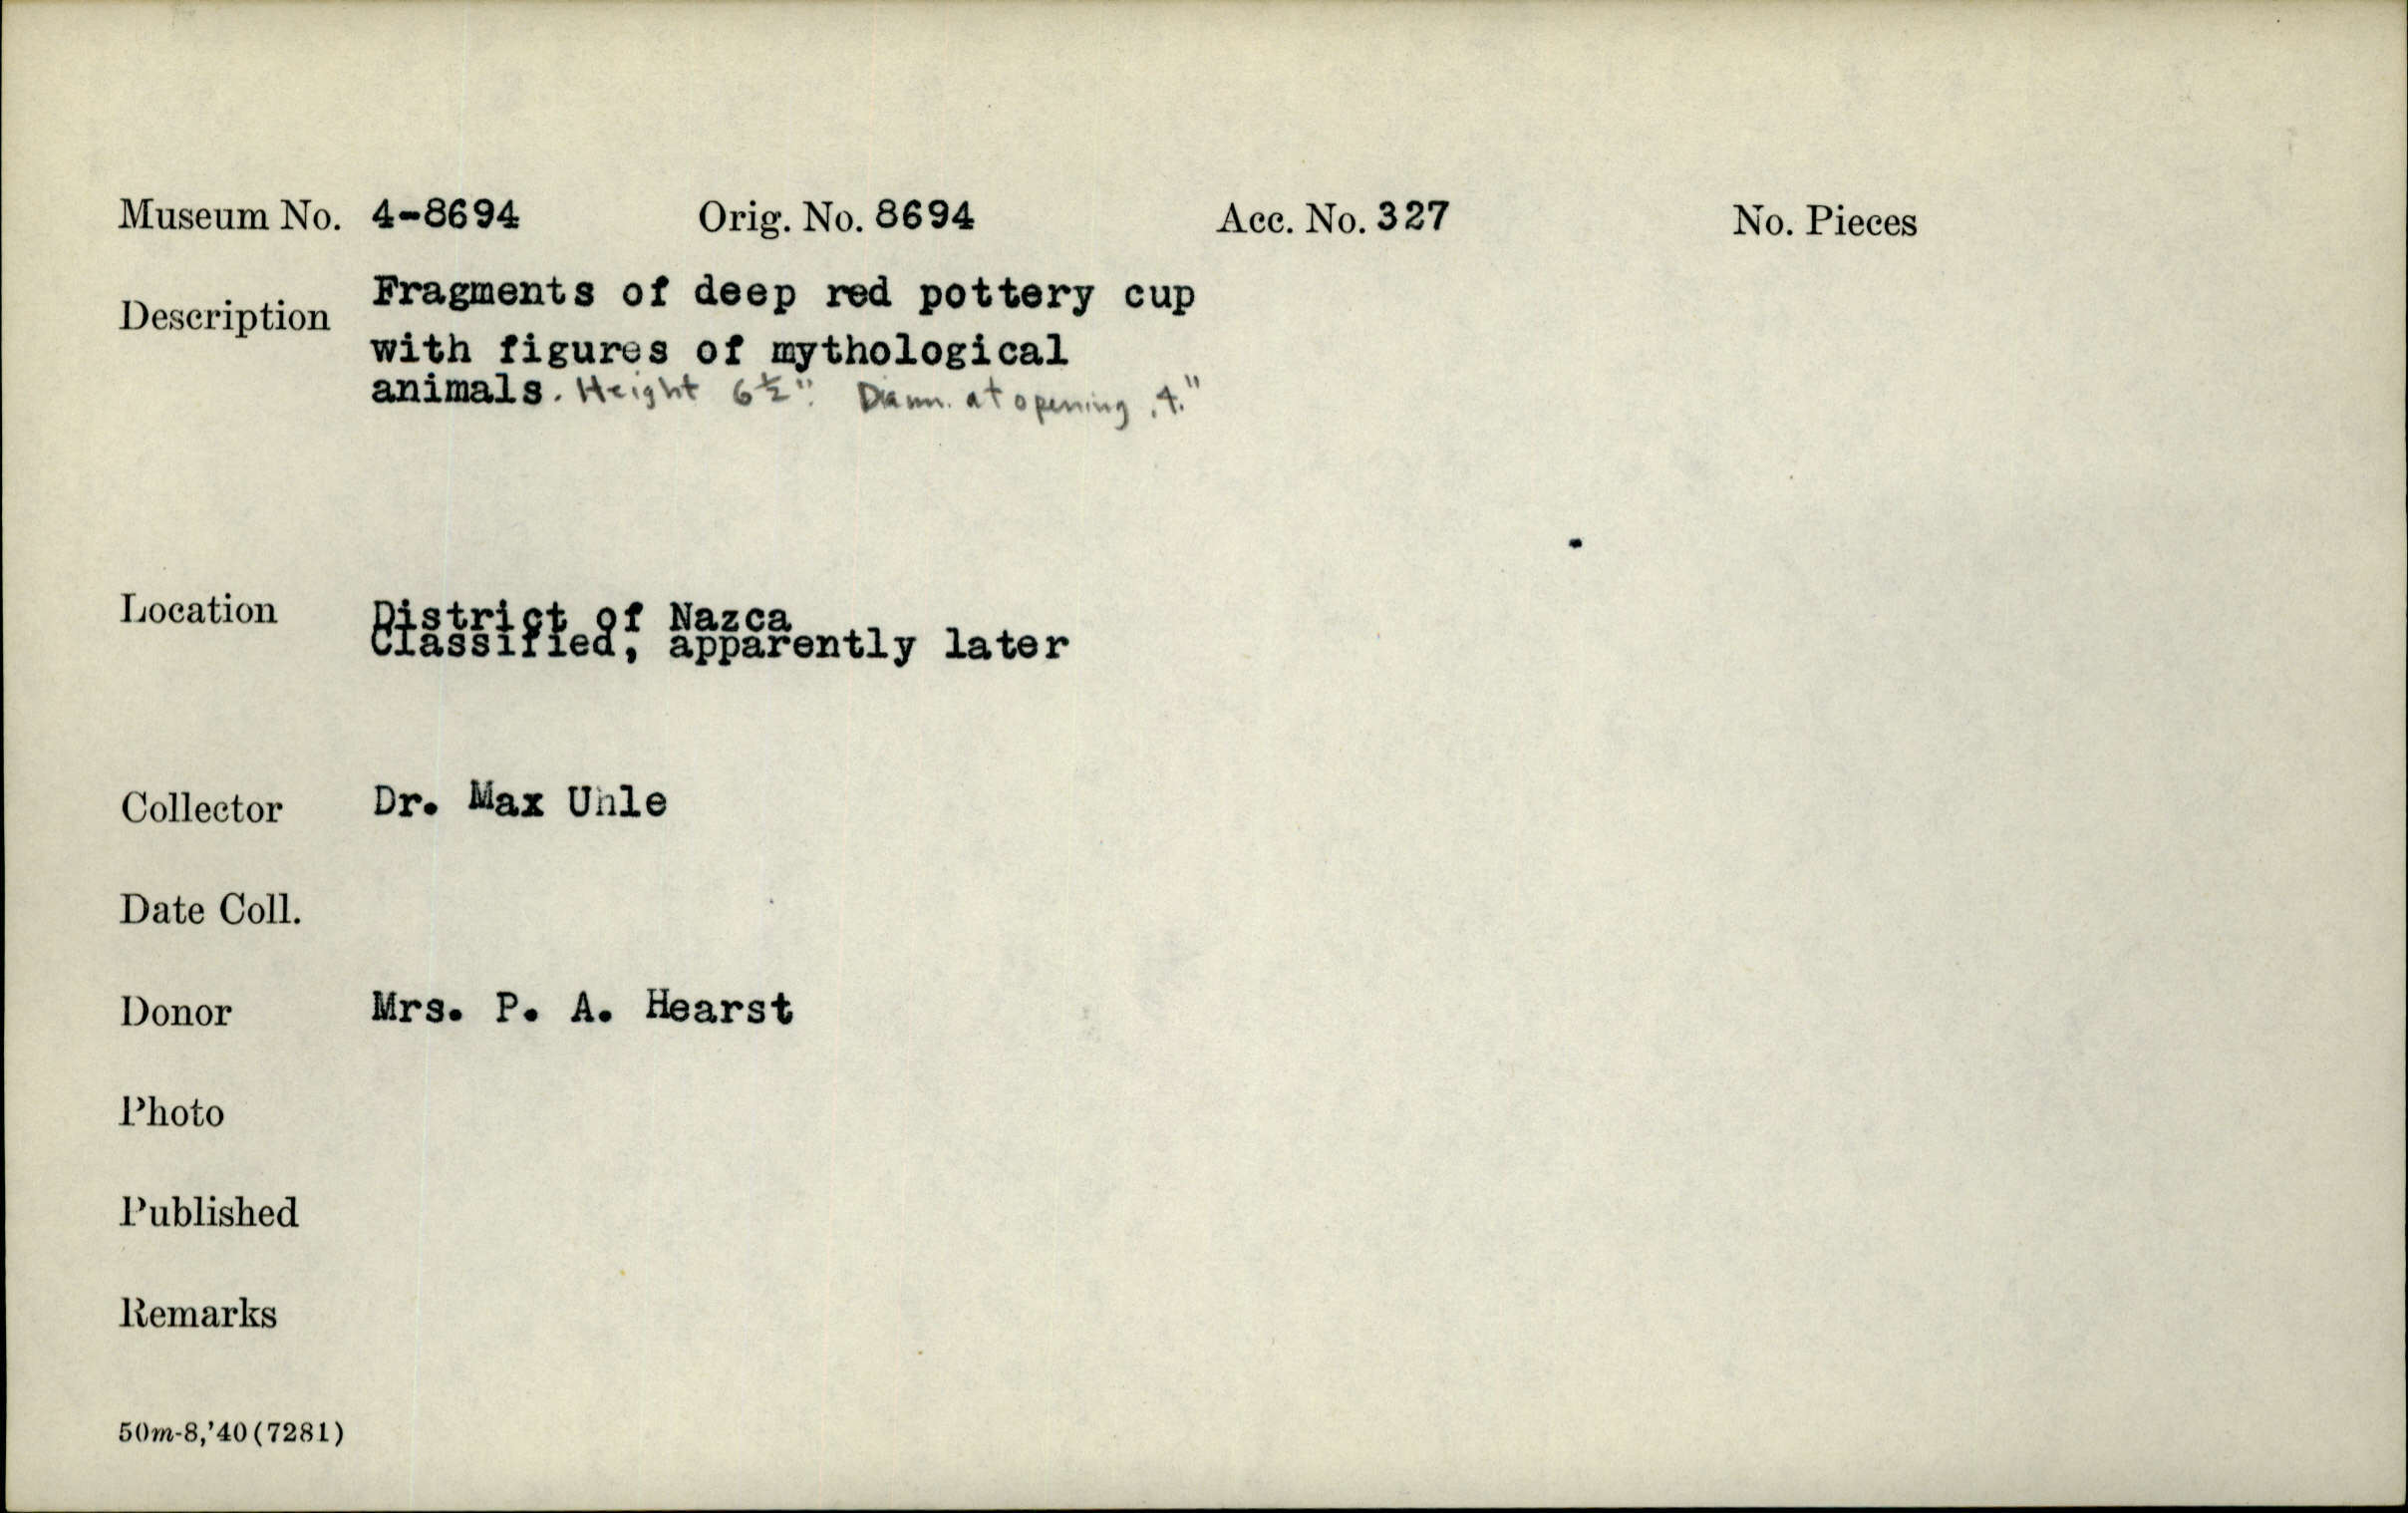 Museum No. 4-8694 Orig. No. 8694 Acc. No. 327 No. Pieces
Description Fragments of deep red pottery cup
with figures of mythological
animals. Height 6½". Diam. at opening .4."
Location District of Nazca
Classified, apparently later
Collector Dr. Max Uhle
Date Coll.
Donor Mrs. P. A. Hearst
Photo
Published
Remarks
50m-8,'40(7281)